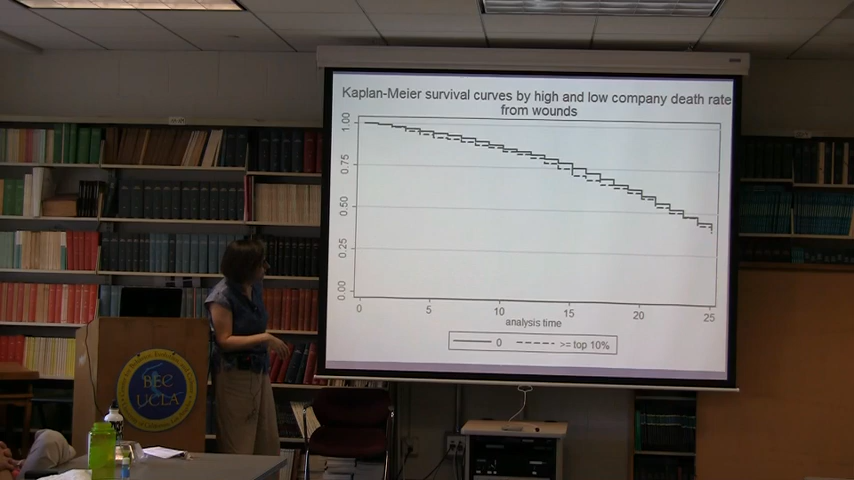 Kaplan-Meier survival curves by high and low company death rate
from wounds
1.00
0.75
0.50
0.25
0.00
0 5 10 15 20 25
analysis time
0 >= top 10%
BEC
UCLA